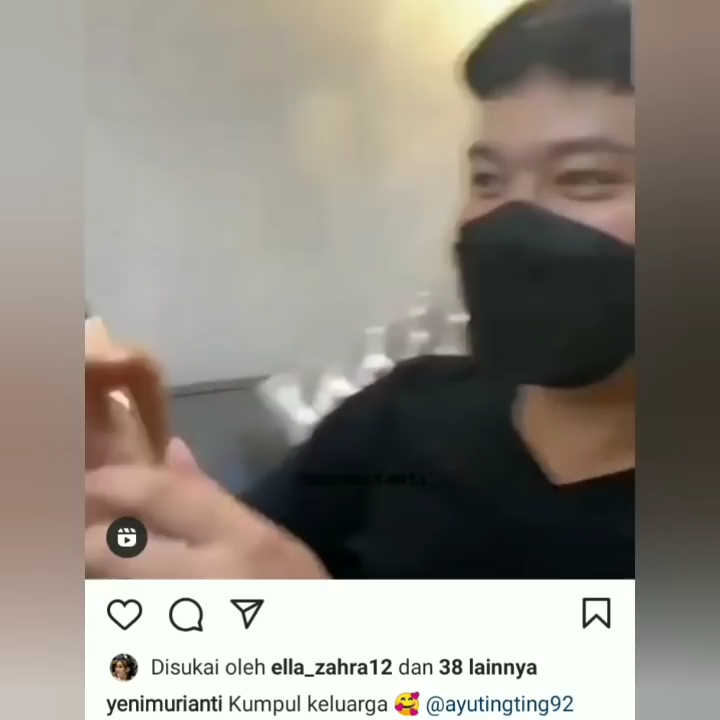 Disukai oleh ella_zahra12 dan 38 lainnya
yenimurianti Kumpul keluarga 🥰 @ayutingting92